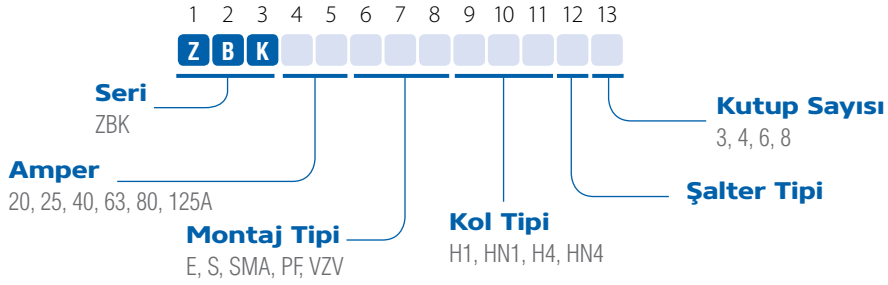 1 2 3 4 5 6 7 8 9 10 11 12 13
Z B K
Seri
ZBK
Kutup Sayısı
3, 4, 6, 8
Amper
20, 25, 40, 63, 80, 125A
Şalter Tipi
Montaj Tipi
E, S, SMA, PF, VZV
Kol Tipi
H1, HN1, H4, HN4